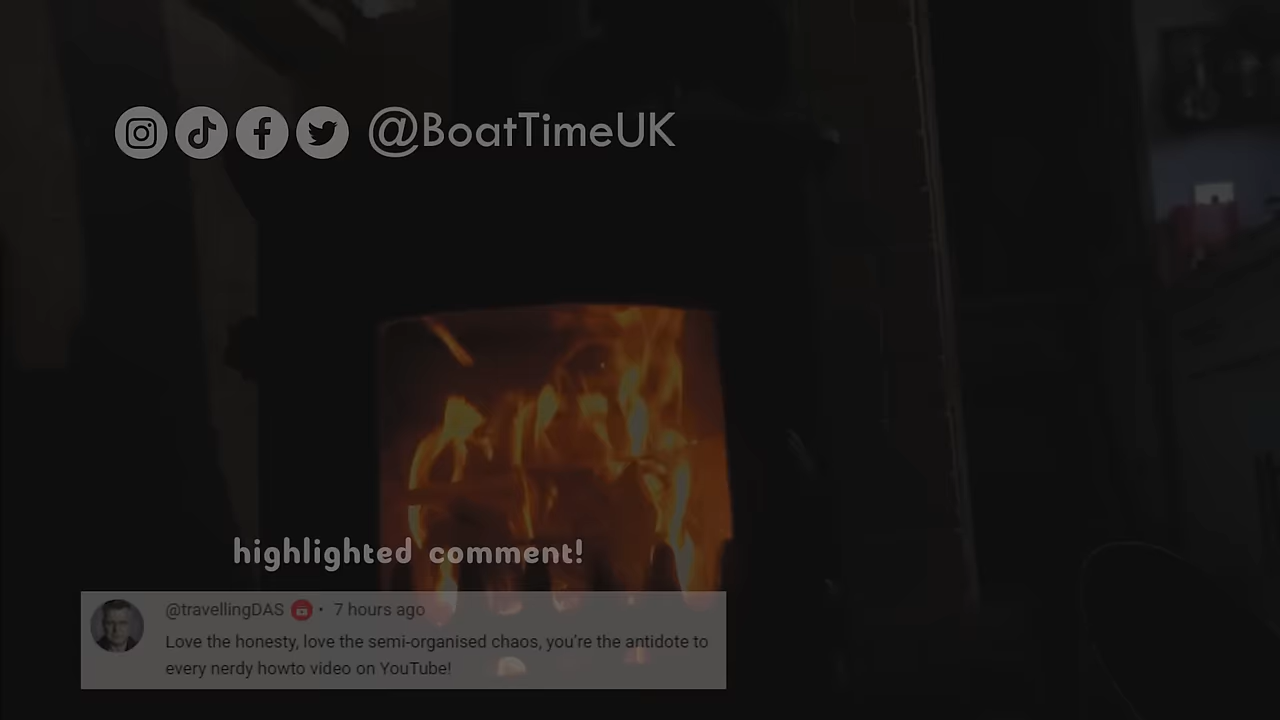 @BoatTimeUK
highlighted comment!
@travellingDAS • 7 hours ago
Love the honesty, love the semi-organised chaos, you're the antidote to
every nerdy howto video on YouTube!